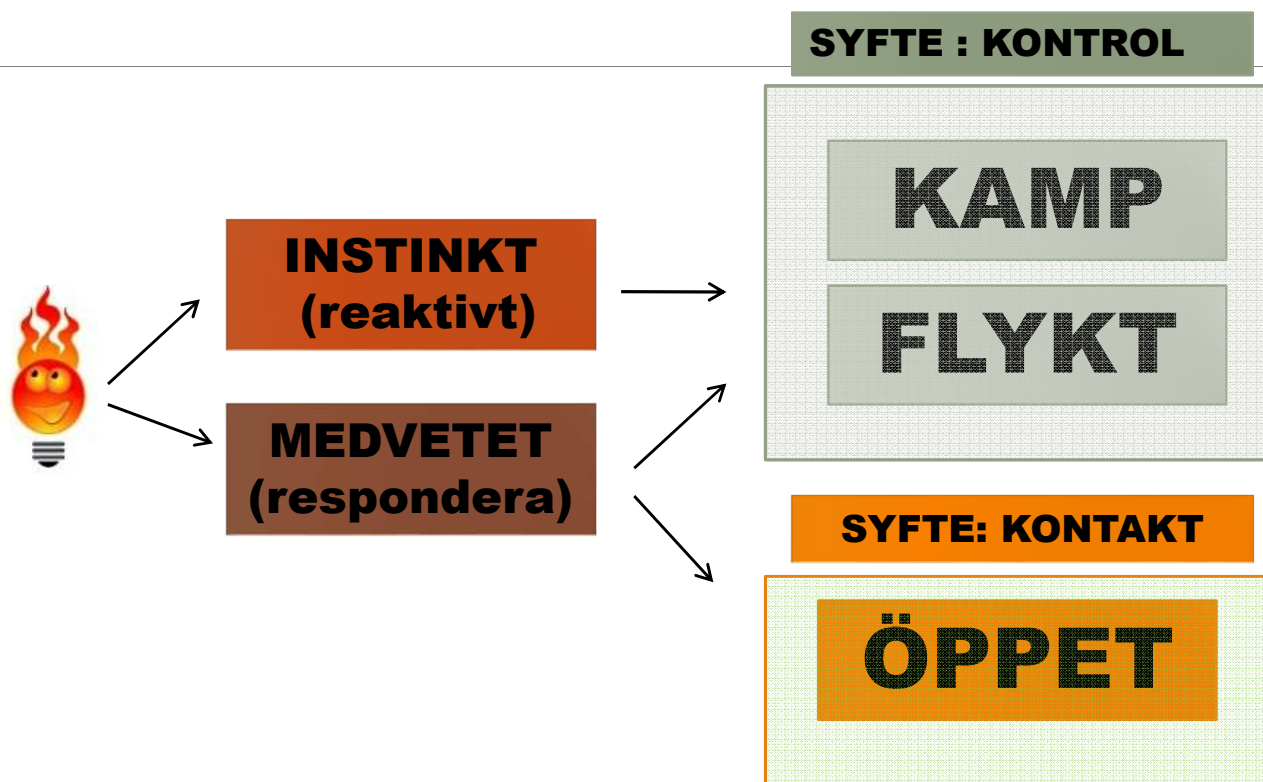 SYFTE : KONTROL
KAMP
FLYKT
INSTINKT
(reaktivt)
MEDVETET
(respondera)
SYFTE: KONTAKT
ÖPPET